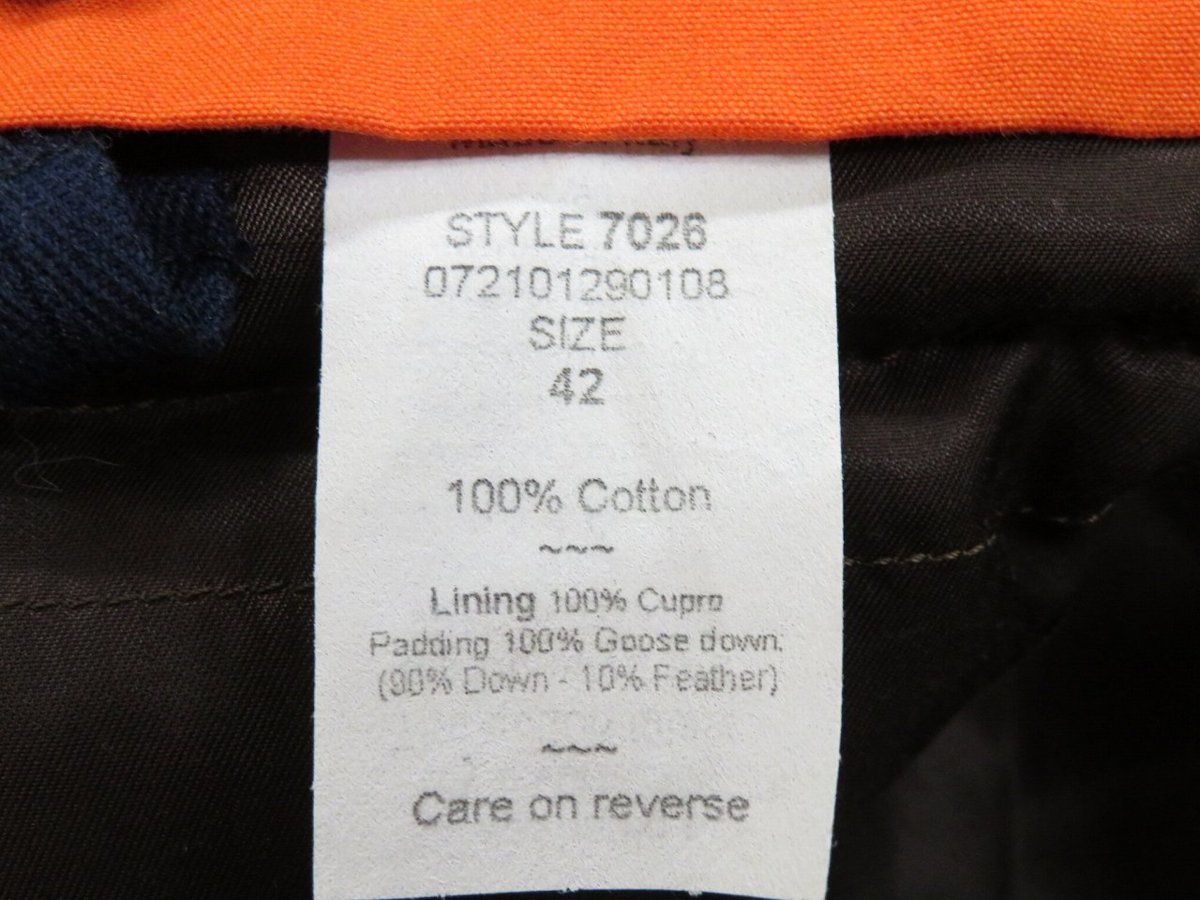 STYLE 7026
072101290108
SIZE
42
100% Cotton
~~~
Lining 100% Cupro
Padding 100% Goose down.
(90% Down - 10% Feather)
~~~
Care on reverse